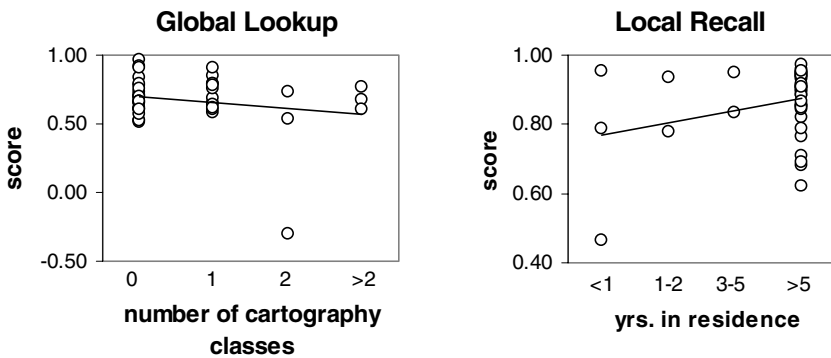 Global Lookup
1.00
0.50
0.00
-0.50
score
0 1 2 >2
number of cartography
classes
Local Recall
1.00
0.80
0.60
0.40
score
<1 1-2 3-5 >5
yrs. in residence